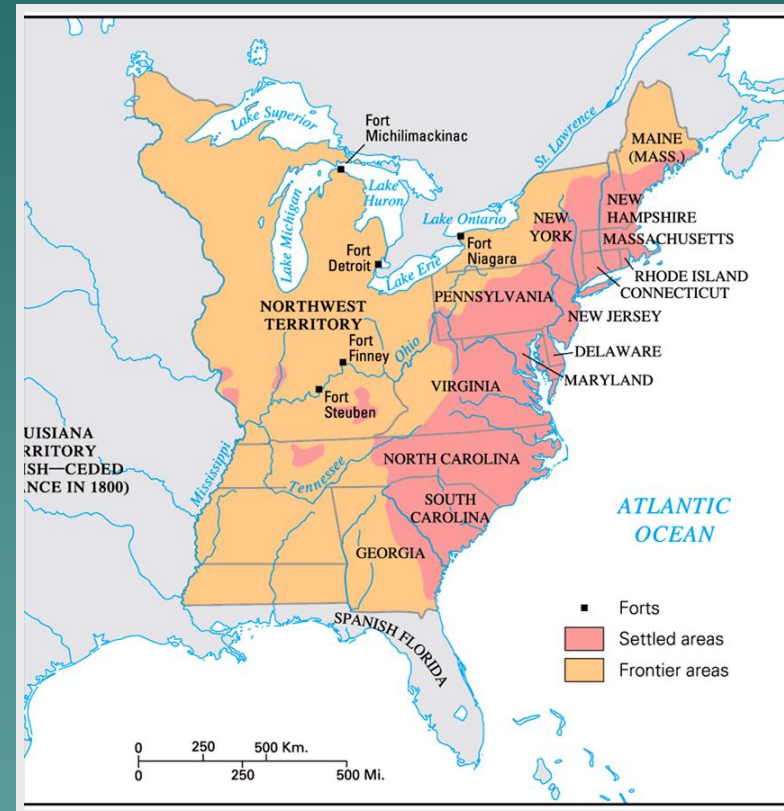 Lake Superior
Fort
Michilimackinac
St. Lawrence
MAINE
(MASS.)
Lake Michigan
Lake
Huron
Lake Ontario
NEW
YORK
NEW
HAMPSHIRE
MASSACHUSETTS
Fort
Niagara
Fort
Detroit
Lake Erie
RHODE ISLAND
CONNECTICUT
PENNSYLVANIA
NORTHWEST
TERRITORY
NEW JERSEY
Fort
Finney
Ohio
DELAWARE
VIRGINIA
MARYLAND
Fort
Steuben
UISIANA
RRITORY
ISH—CEDED
ANCE IN 1800)
Mississippi
Tennessee
NORTH CAROLINA
SOUTH
CAROLINA
ATLANTIC
OCEAN
GEORGIA
SPANISH FLORIDA
Forts
Settled areas
Frontier areas
0 250 500 Km.
0 250 500 Mi.